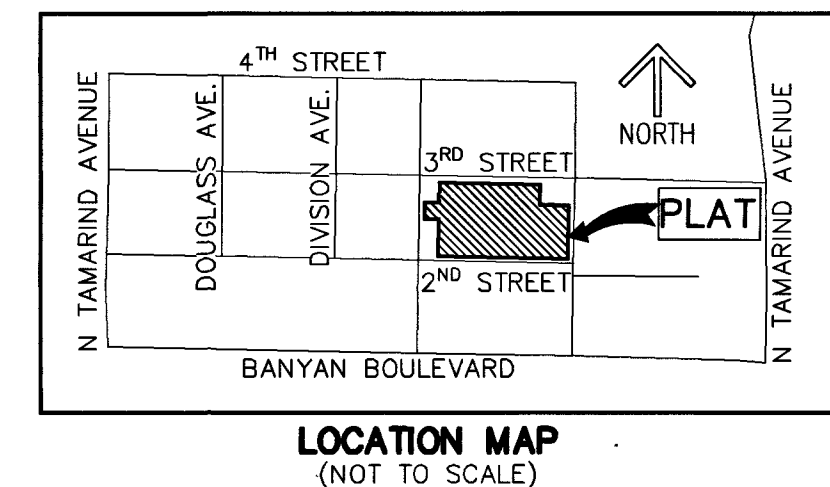 4TH STREET
N TAMARIND AVENUE
DOUGLASS AVE.
DIVISION AVE.
NORTH
N TAMARIND AVENUE
3RD STREET
PLAT
2ND STREET
BANYAN BOULEVARD
LOCATION MAP
(NOT TO SCALE)